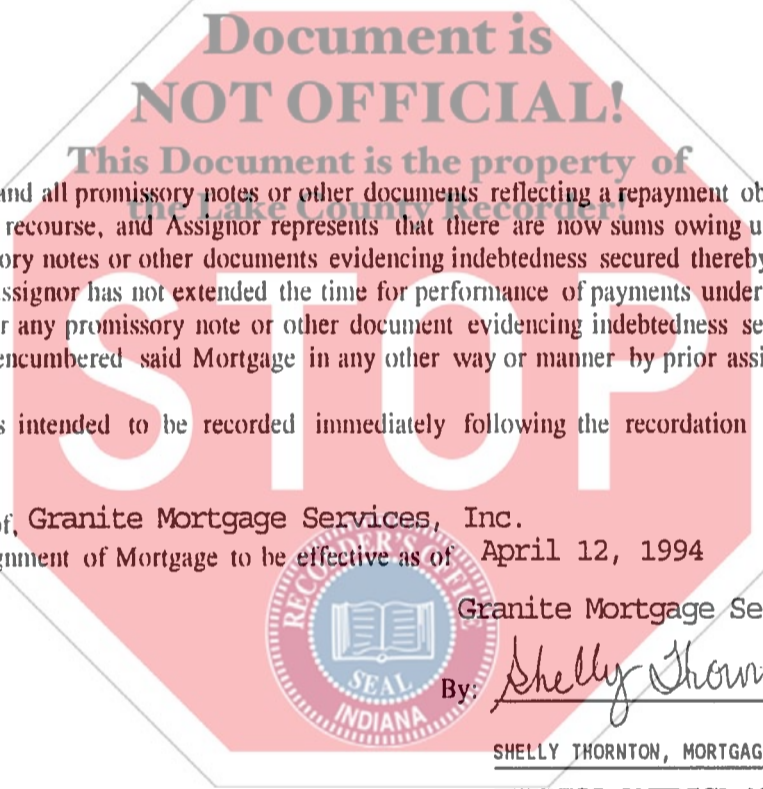 Document is
NOT OFFICIAL!
This Document is the property of
the Lake County Recorder!
and all promissory notes or other documents reflecting a repayment ob
recourse, and Assignor represents that there are now sums owing u
ory notes or other documents evidencing indebtedness secured thereby
ssignor has not extended the time for performance of payments under
r any promissory note or other document evidencing indebtedness se
encumbered said Mortgage in any other way or manner by prior assi
STOP
s intended to be recorded immediately following the recordation
of, Granite Mortgage Services, Inc.
gnment of Mortgage to be effective as of April 12, 1994
RECORDER'S OFFICE
SEAL
INDIANA
Granite Mortgage Se
By: Shelly Thorn
SHELLY THORNTON, MORTGAG